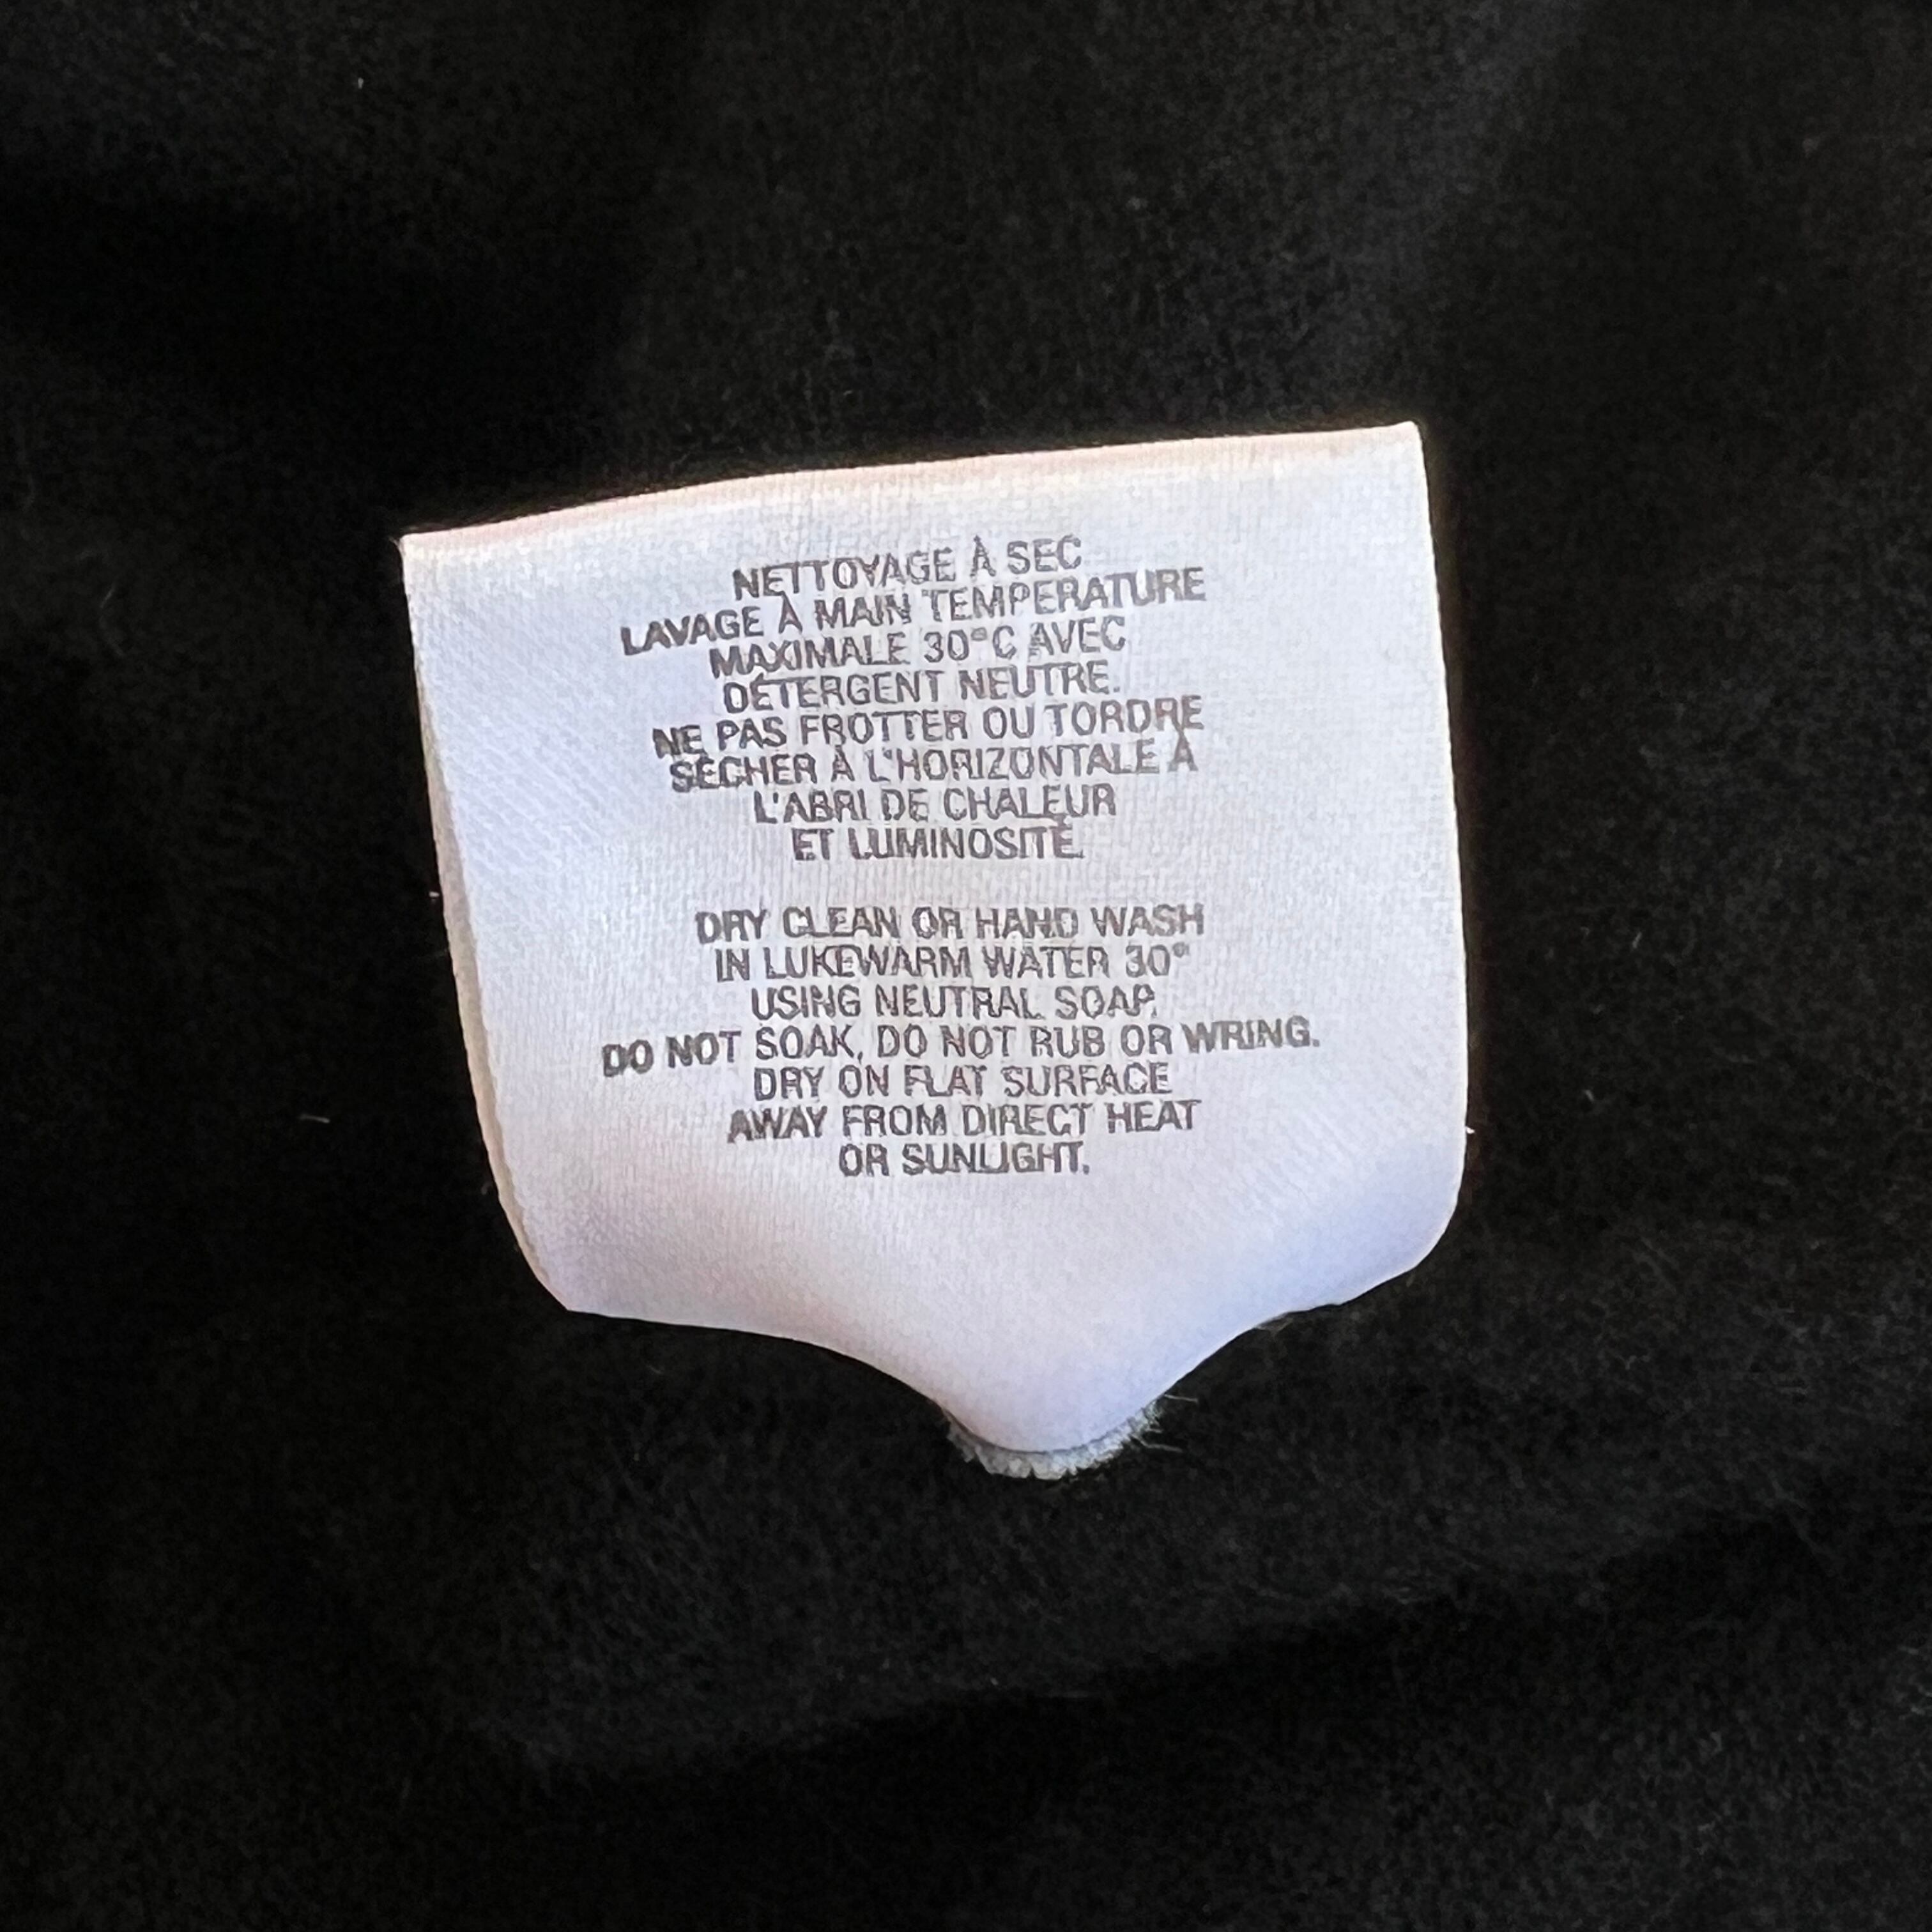 NETTOYAGE À SEC
LAVAGE À MAIN TEMPERATURE
MAXIMALE 30°C AVEC
DÉTERGENT NEUTRE.
NE PAS FROTTER OU TORDRE
SÉCHER À L'HORIZONTALE À
L'ABRI DE CHALEUR
ET LUMINOSITÉ.
DRY CLEAN OR HAND WASH
IN LUKEWARM WATER 30°
USING NEUTRAL SOAP.
DO NOT SOAK, DO NOT RUB OR WRING.
DRY ON FLAT SURFACE
AWAY FROM DIRECT HEAT
OR SUNLIGHT.